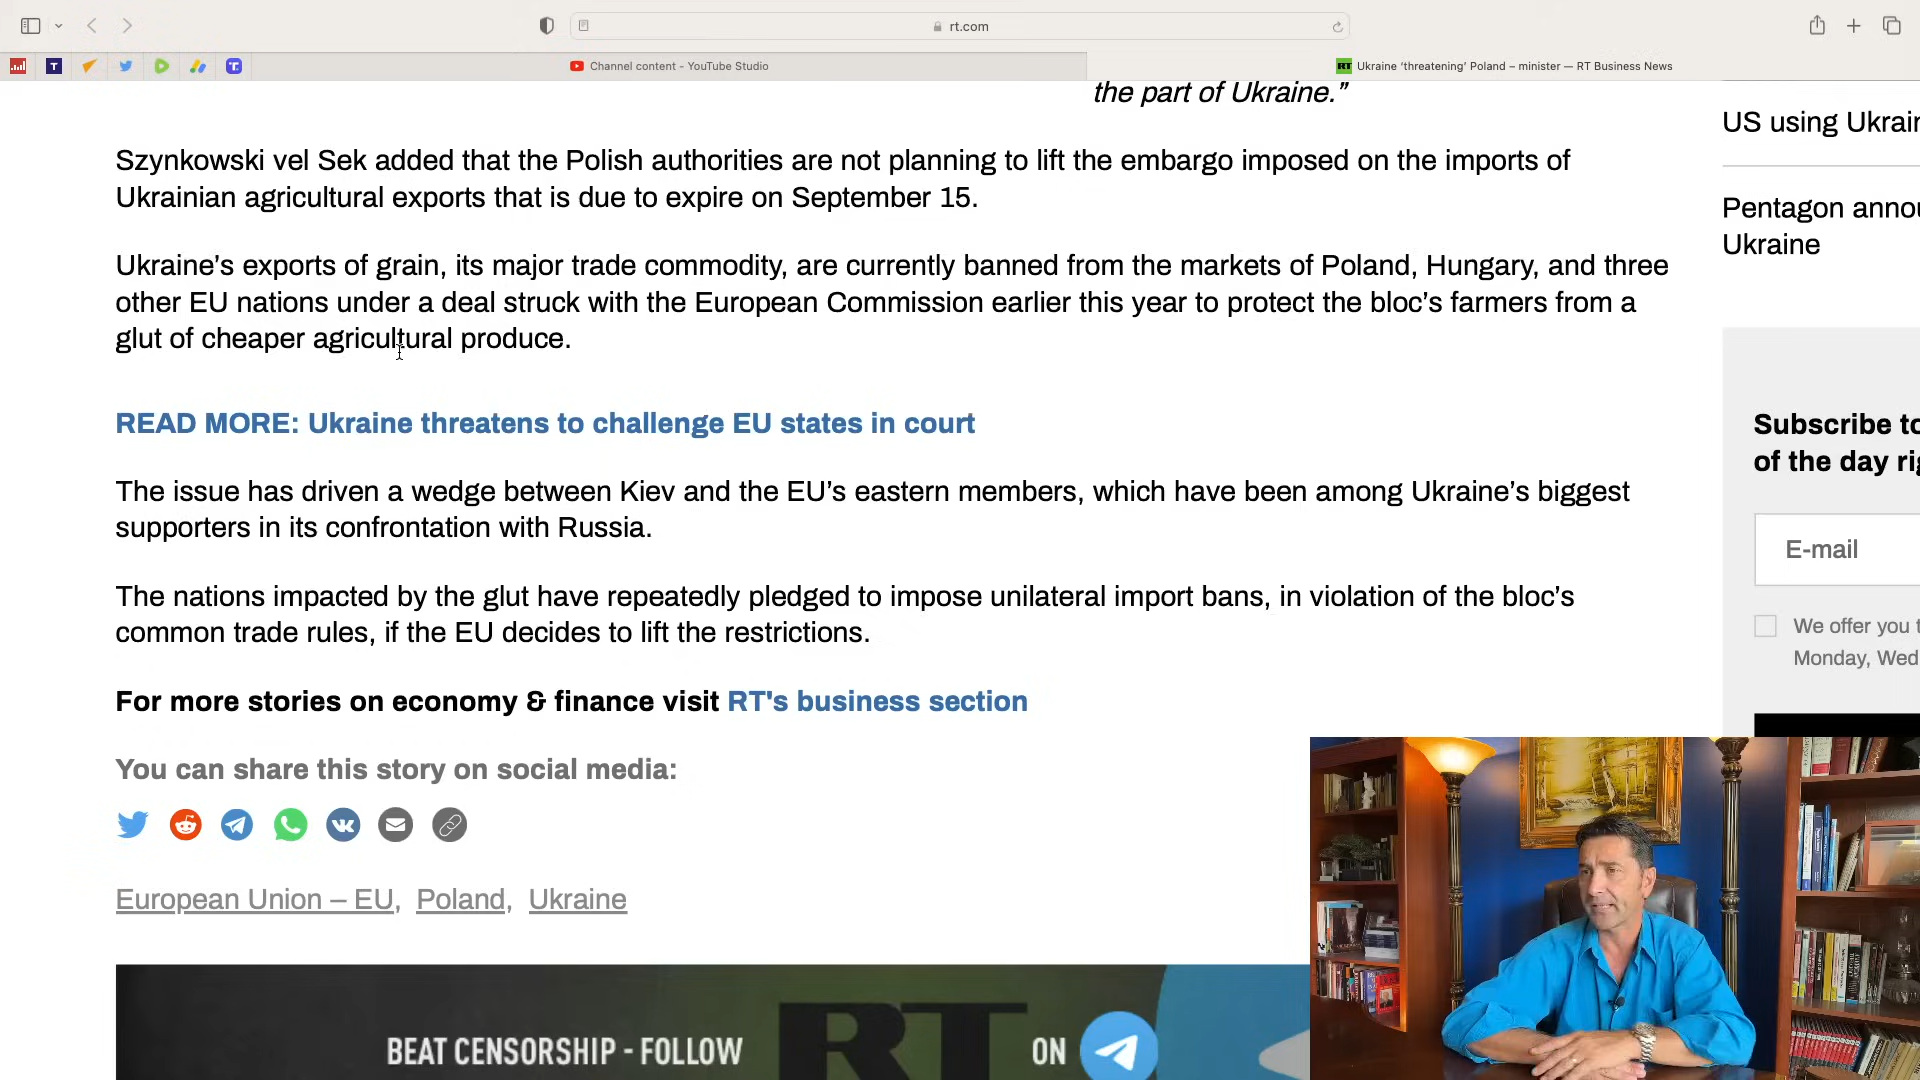 rt.com
Channel content - YouTube Studio
RT Ukraine ‘threatening’ Poland – minister — RT Business News
the part of Ukraine.”
Szynkowski vel Sek added that the Polish authorities are not planning to lift the embargo imposed on the imports of
Ukrainian agricultural exports that is due to expire on September 15.
Ukraine’s exports of grain, its major trade commodity, are currently banned from the markets of Poland, Hungary, and three
other EU nations under a deal struck with the European Commission earlier this year to protect the bloc’s farmers from a
glut of cheaper agricultural produce.
READ MORE: Ukraine threatens to challenge EU states in court
The issue has driven a wedge between Kiev and the EU’s eastern members, which have been among Ukraine’s biggest
supporters in its confrontation with Russia.
The nations impacted by the glut have repeatedly pledged to impose unilateral import bans, in violation of the bloc’s
common trade rules, if the EU decides to lift the restrictions.
For more stories on economy & finance visit RT's business section
You can share this story on social media:
European Union – EU, Poland, Ukraine
BEAT CENSORSHIP - FOLLOW RT ON
US using Ukrai
Pentagon anno
Ukraine
Subscribe to
of the day ri
E-mail
We offer you
Monday, Wed